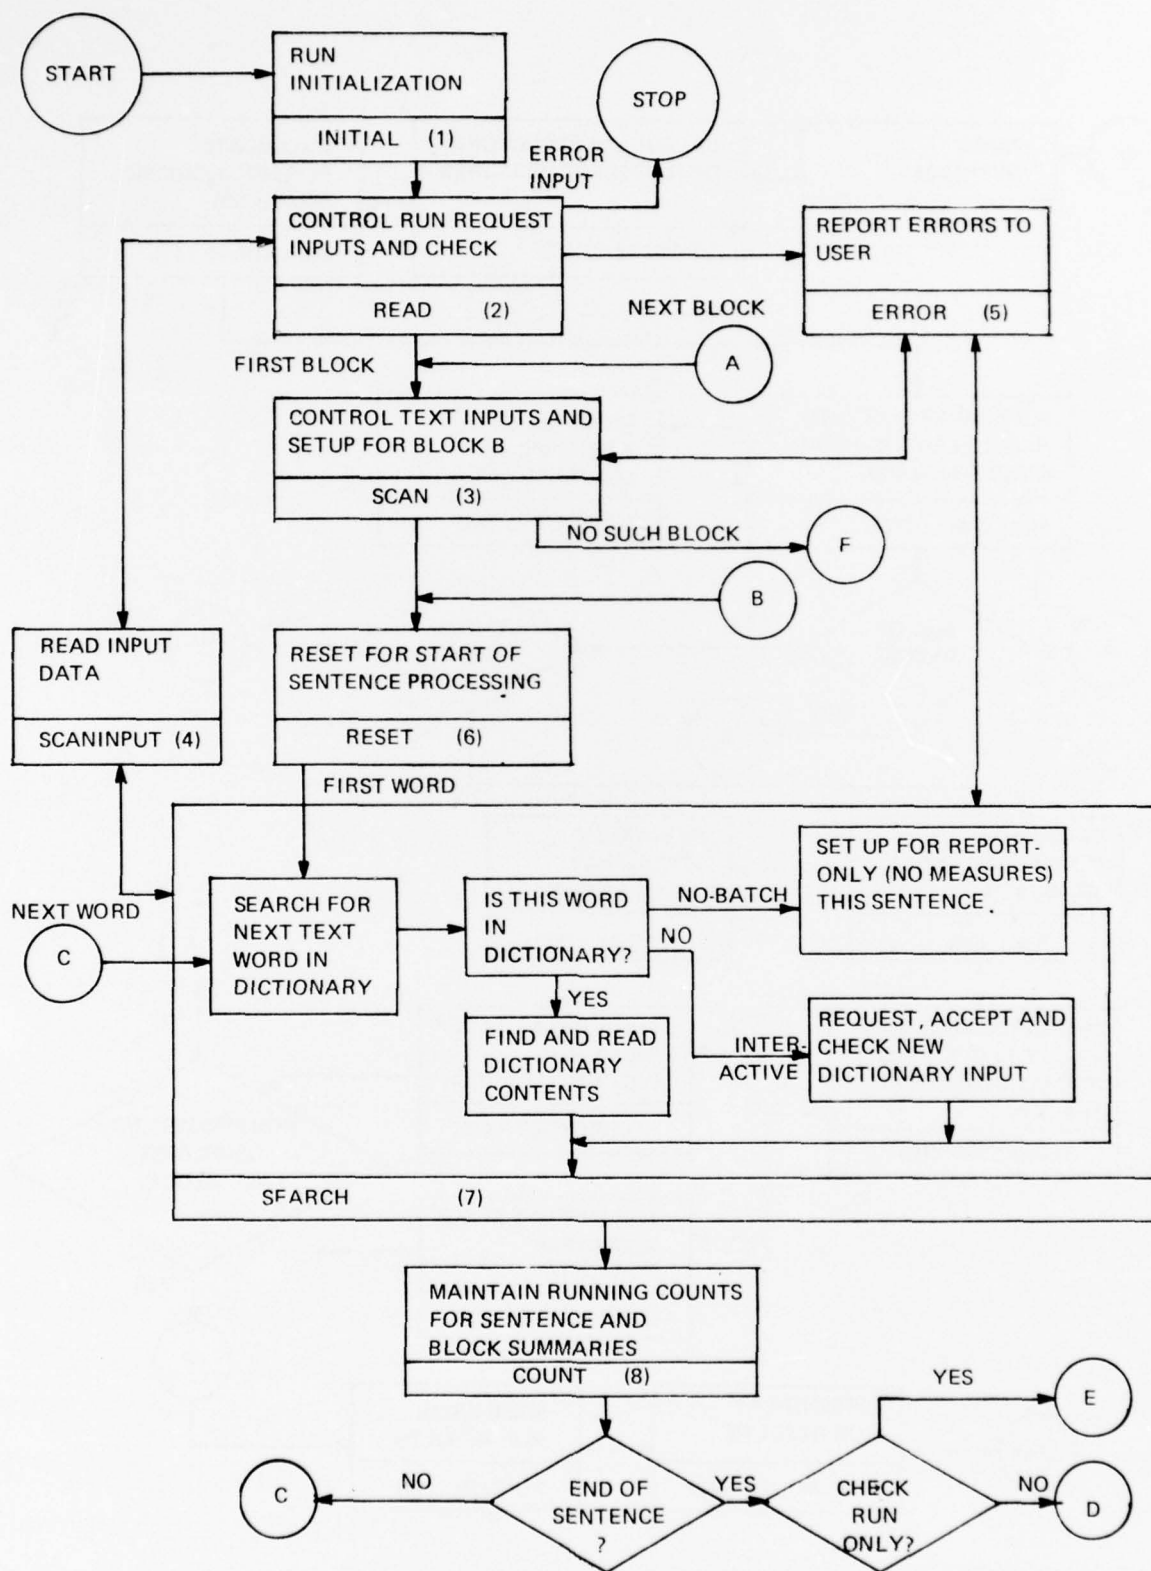 START
RUN
INITIALIZATION
INITIAL (1)
STOP
ERROR
INPUT
CONTROL RUN REQUEST
INPUTS AND CHECK
READ (2)
REPORT ERRORS TO
USER
ERROR (5)
NEXT BLOCK
A
FIRST BLOCK
CONTROL TEXT INPUTS AND
SETUP FOR BLOCK B
SCAN (3)
NO SUCH BLOCK
F
B
READ INPUT
DATA
SCANINPUT (4)
RESET FOR START OF
SENTENCE PROCESSING
RESET (6)
FIRST WORD
NEXT WORD
C
SEARCH FOR
NEXT TEXT
WORD IN
DICTIONARY
IS THIS WORD
IN
DICTIONARY?
NO-BATCH
NO
YES
SET UP FOR REPORT-
ONLY (NO MEASURES)
THIS SENTENCE.
FIND AND READ
DICTIONARY
CONTENTS
INTER-
ACTIVE
REQUEST, ACCEPT AND
CHECK NEW
DICTIONARY INPUT
SEARCH (7)
MAINTAIN RUNNING COUNTS
FOR SENTENCE AND
BLOCK SUMMARIES
COUNT (8)
YES
E
C
NO
END OF
SENTENCE
?
YES
CHECK
RUN
ONLY?
NO
D